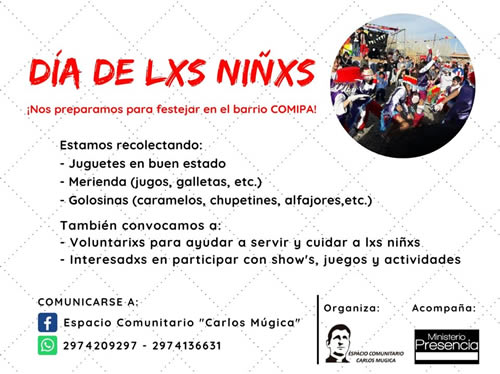 DÍA DE LXS NIÑXS
¡Nos preparamos para festejar en el barrio COMIPA!
Estamos recolectando:
- Juguetes en buen estado
- Merienda (jugos, galletas, etc.)
- Golosinas (caramelos, chupetines, alfajores,etc.)
También convocamos a:
- Voluntarixs para ayudar a servir y cuidar a lxs niñxs
- Interesadxs en participar con show's, juegos y actividades
COMUNICARSE A:
Espacio Comunitario "Carlos Múgica"
2974209297 - 2974136631
Organiza:
ESPACIO COMUNITARIO
CARLOS MUGICA
Acompaña:
Ministerio
Presencia